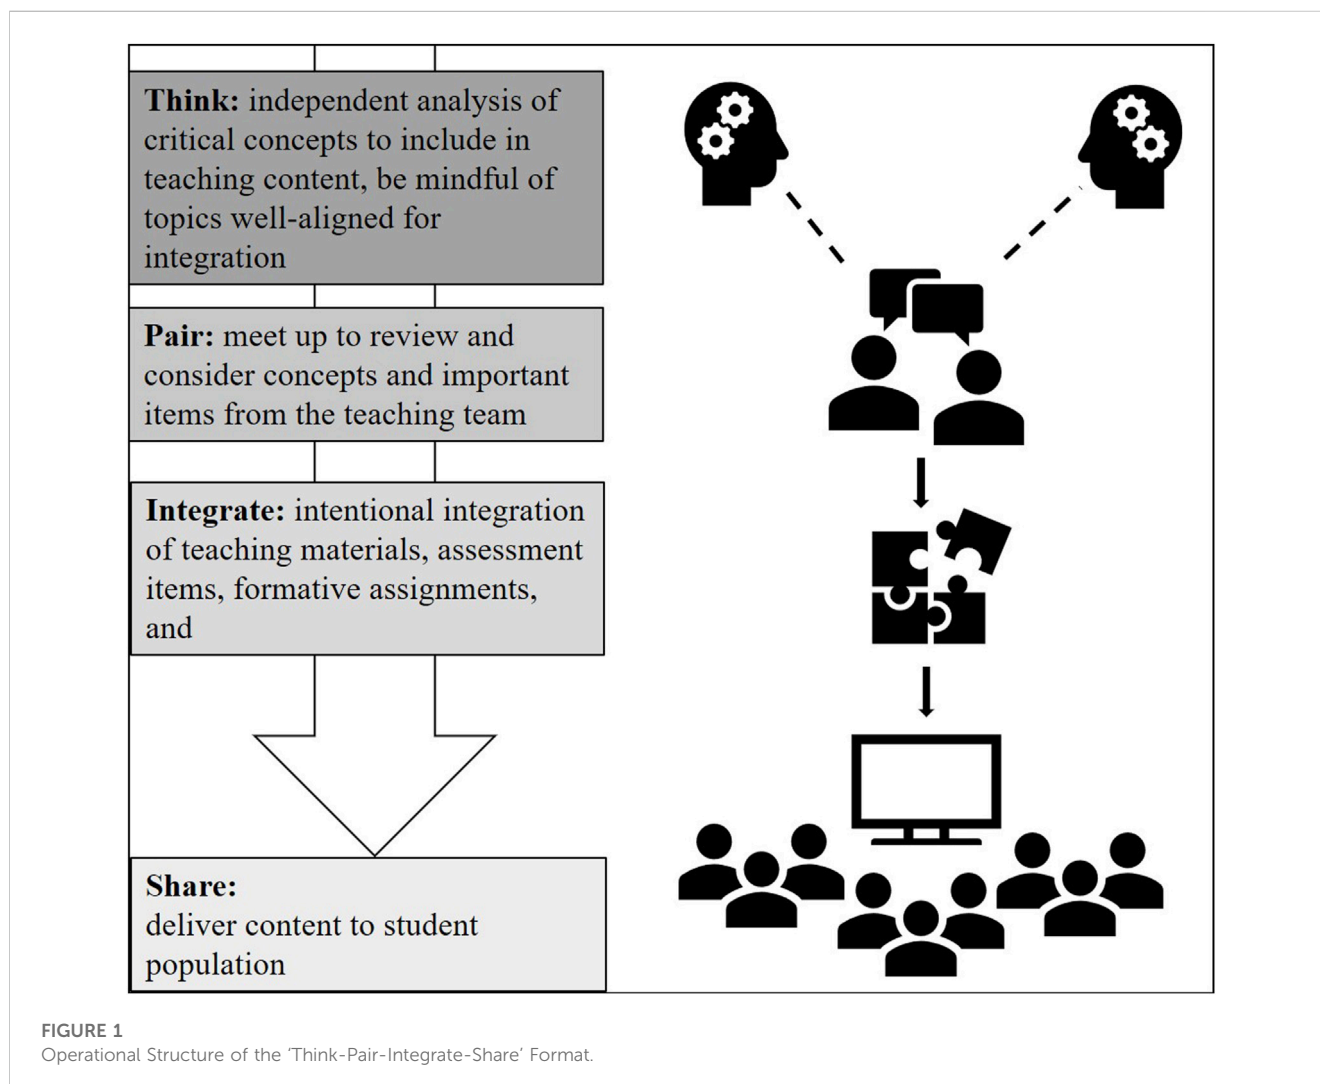 Think: independent analysis of
critical concepts to include in
teaching content, be mindful of
topics well-aligned for
integration
Pair: meet up to review and
consider concepts and important
items from the teaching team
Integrate: intentional integration
of teaching materials, assessment
items, formative assignments,
and
Share:
deliver content to student
population
FIGURE 1
Operational Structure of the ‘Think-Pair-Integrate-Share’ Format.